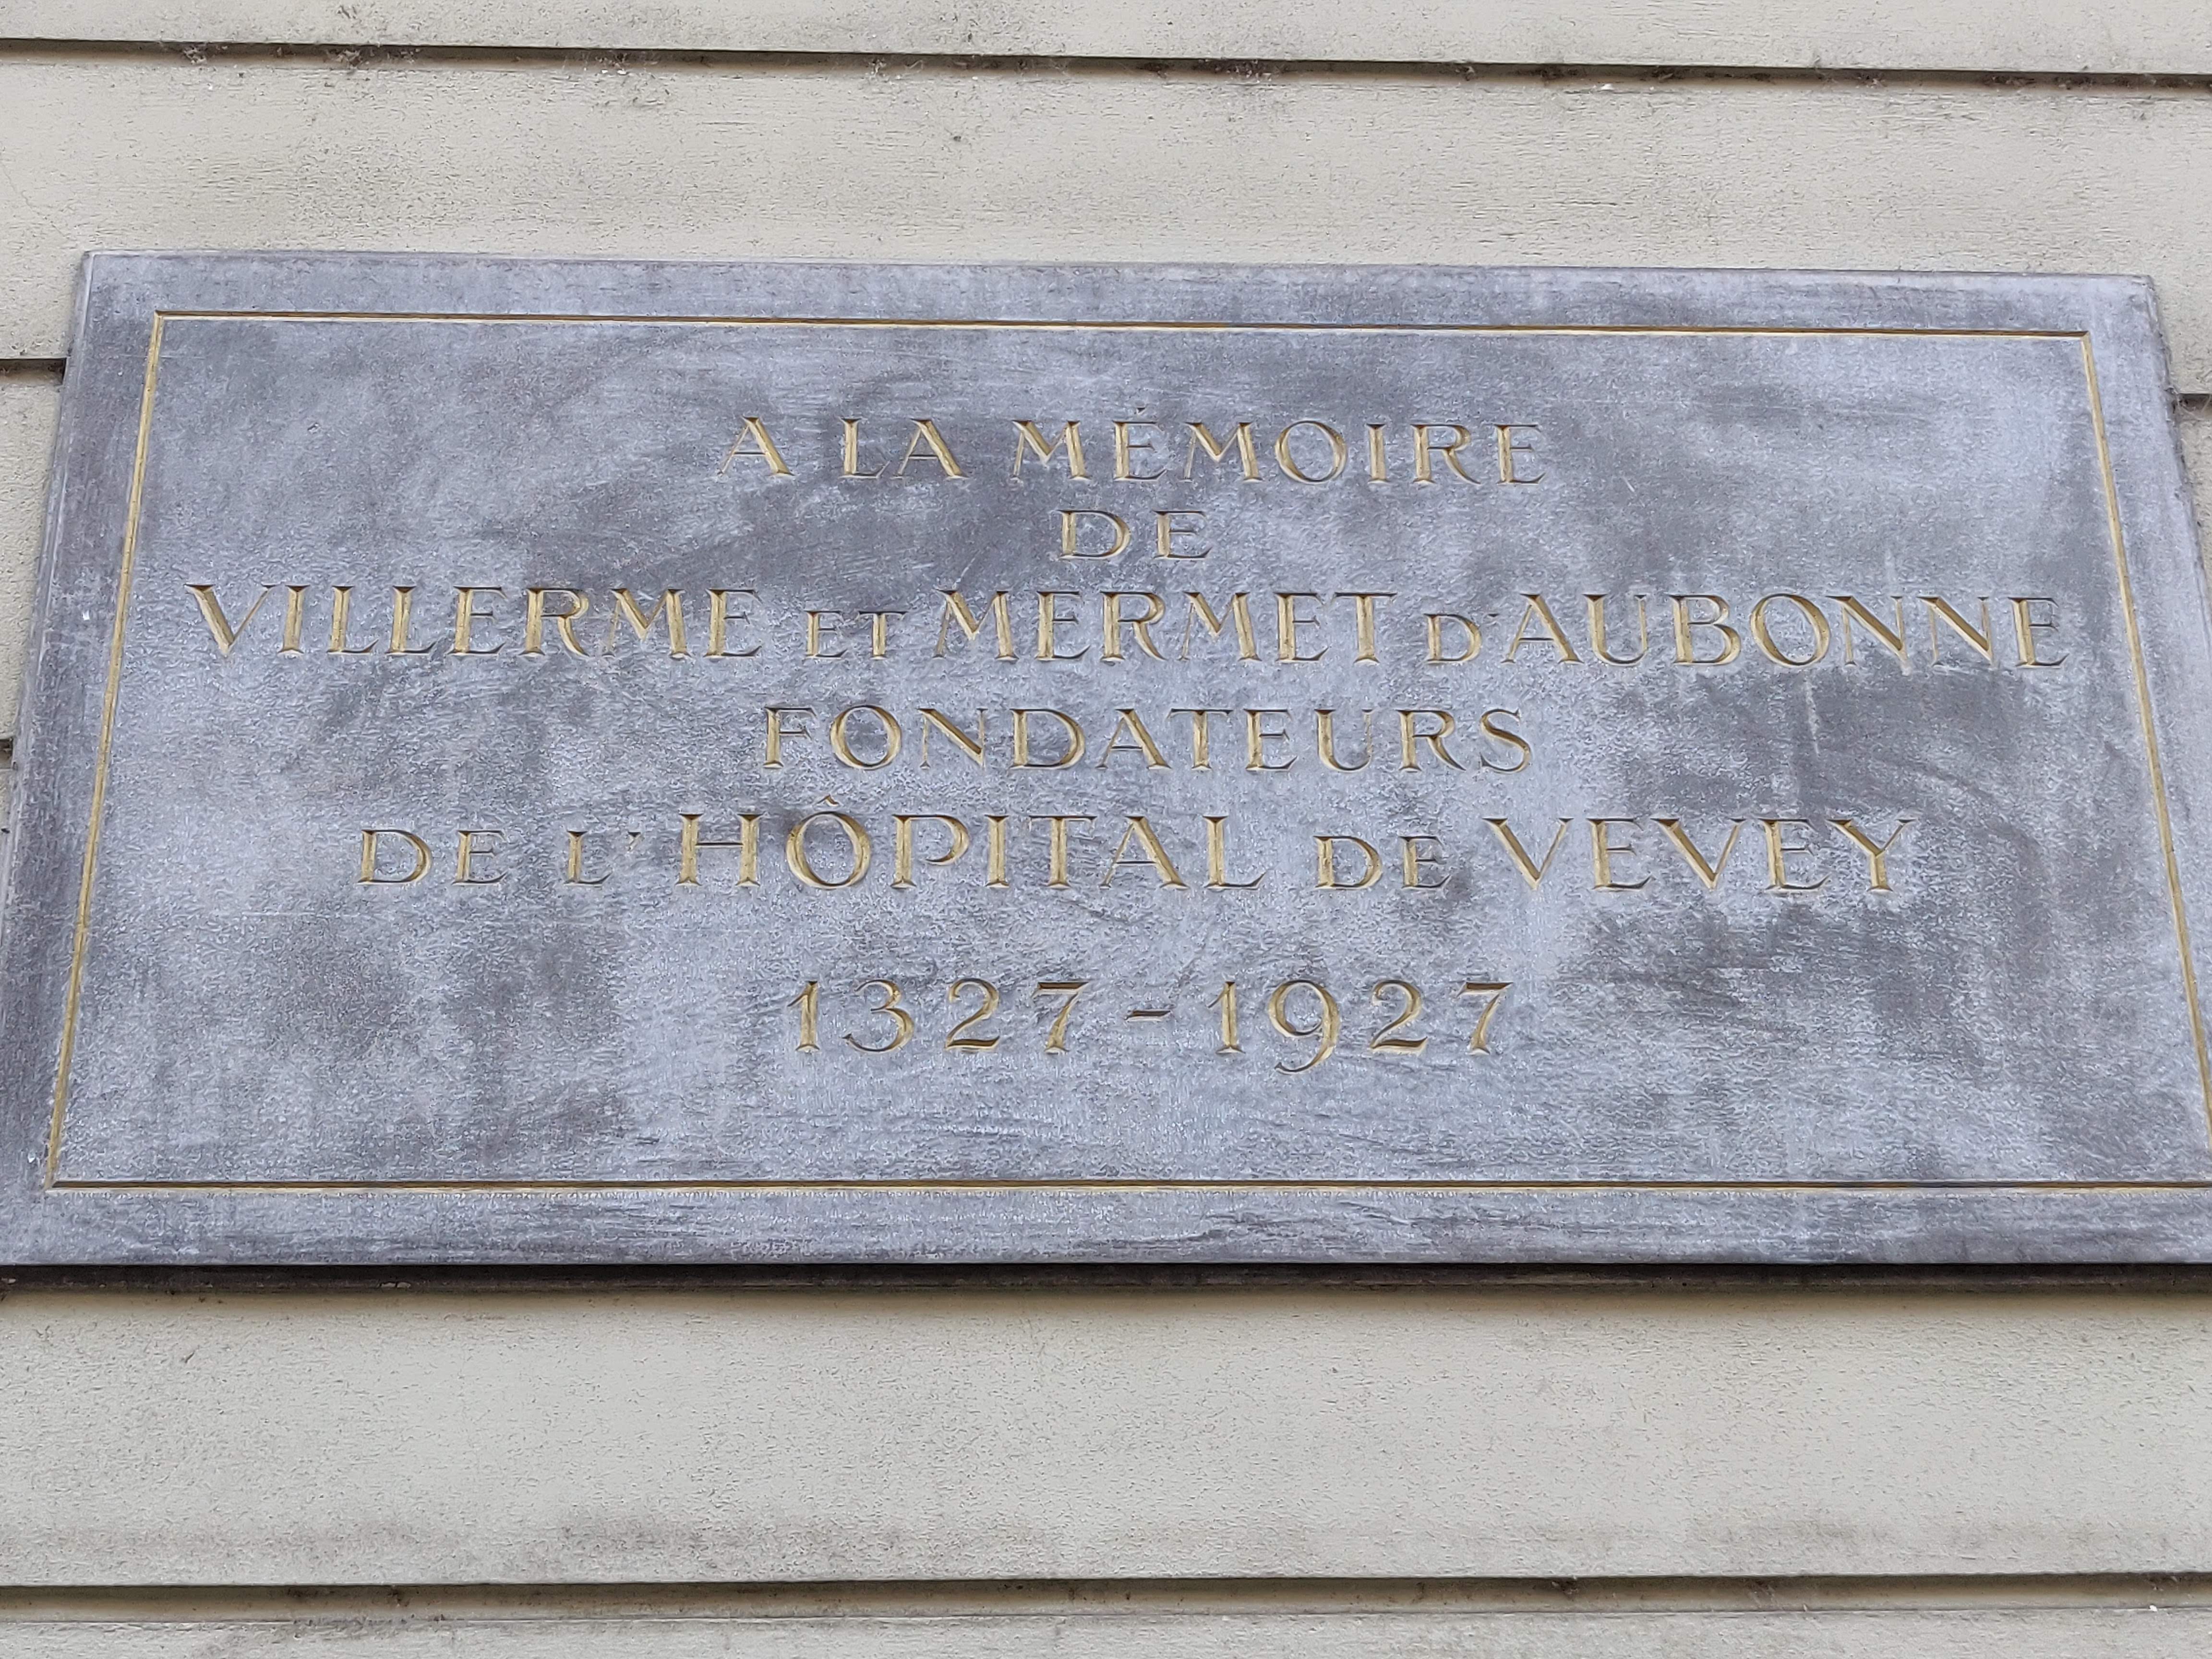 A LA MÉMOIRE
DE
VILLERME ET MERMET D'AUBONNE
FONDATEURS
DE L'HÔPITAL DE VEVEY
1327-1927